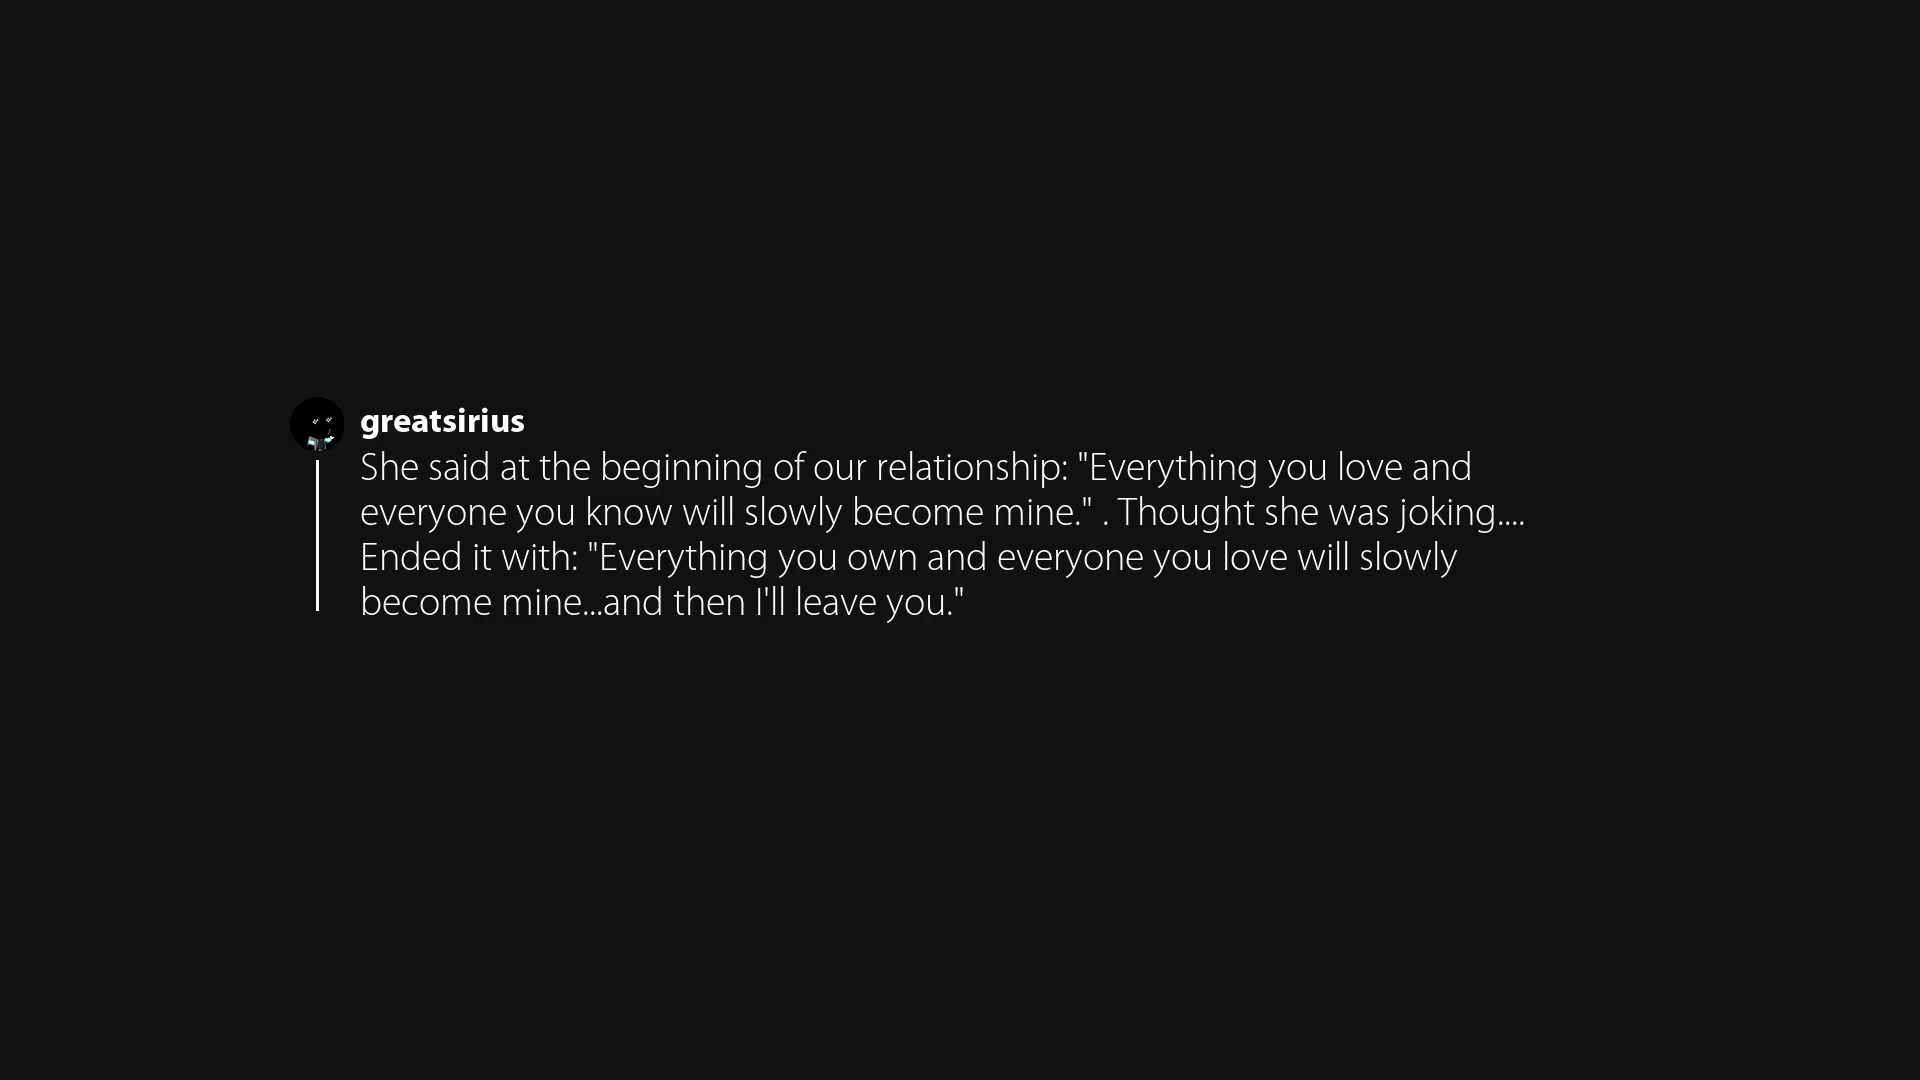 greatsirius
She said at the beginning of our relationship: "Everything you love and
everyone you know will slowly become mine." . Thought she was joking....
Ended it with: "Everything you own and everyone you love will slowly
become mine...and then I'll leave you."